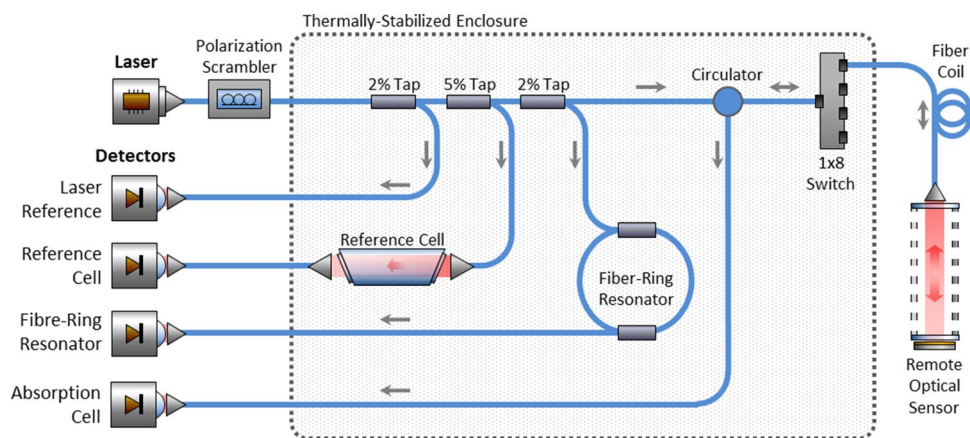 Thermally-Stabilized Enclosure
Laser
Polarization
Scrambler
2% Tap
5% Tap
2% Tap
Circulator
Fiber
Coil
1x8
Switch
Detectors
Laser
Reference
Reference
Cell
Reference Cell
Fiber-Ring
Resonator
Fibre-Ring
Resonator
Absorption
Cell
Remote
Optical
Sensor